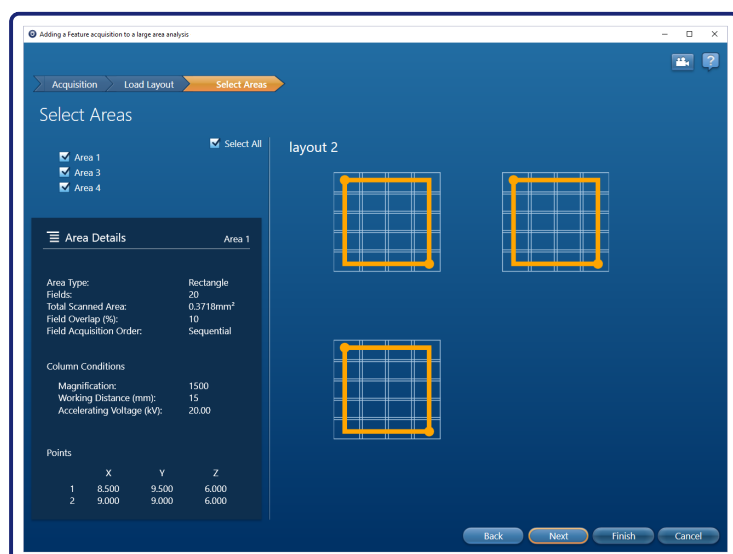 Adding a Feature acquisition to a large area analysis
Acquisition Load Layout Select Areas
Select Areas
Select All
Area 1
Area 3
Area 4
layout 2
Area Details Area 1
Area Type: Rectangle
Fields: 20
Total Scanned Area: 0.3718mm²
Field Overlap (%): 10
Field Acquisition Order: Sequential
Column Conditions
Magnification: 1500
Working Distance (mm): 15
Accelerating Voltage (kV): 20.00
Points
X Y Z
1 8.500 9.500 6.000
2 9.000 9.000 6.000
Back Next Finish Cancel